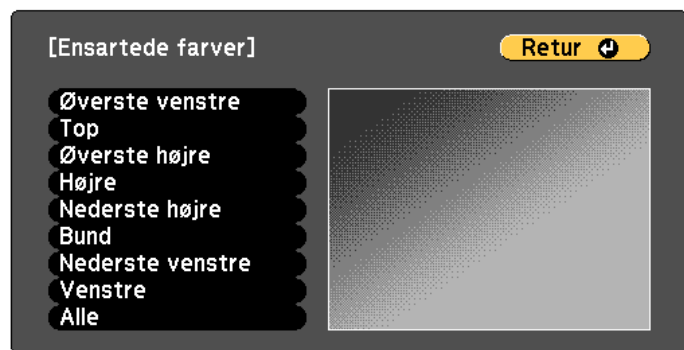 [Ensartede farver]
Retur
Øverste venstre
Top
Øverste højre
Højre
Nederste højre
Bund
Nederste venstre
Venstre
Alle